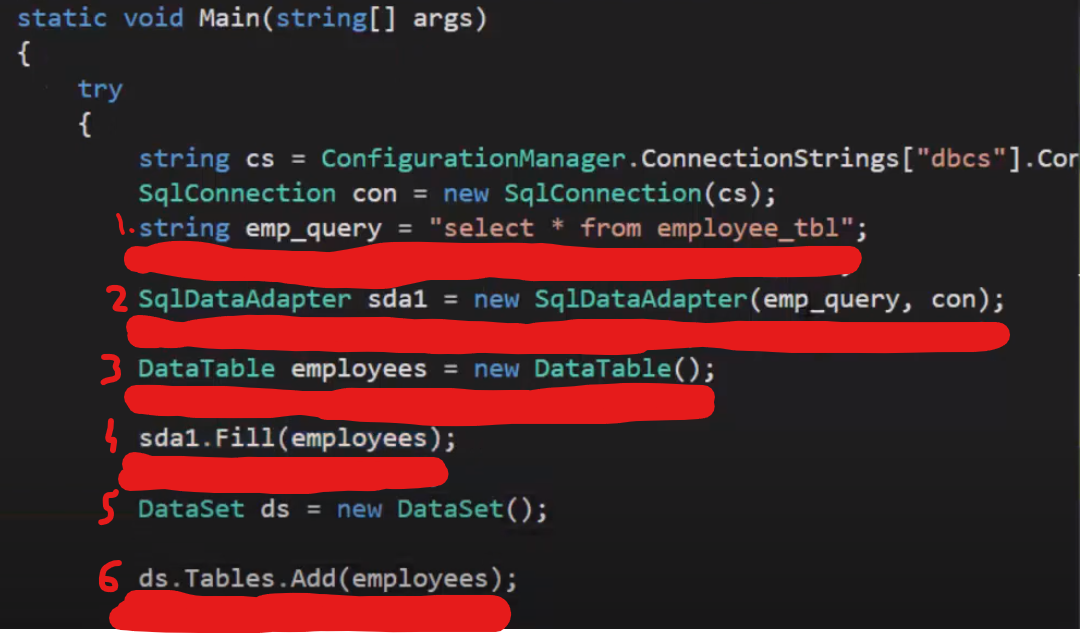 static void Main(string[] args)
{
try
{
string cs = ConfigurationManager.ConnectionStrings["dbcs"].Con
SqlConnection con = new SqlConnection(cs);
1. string emp_query = "select * from employee_tbl";
2 SqlDataAdapter sda1 = new SqlDataAdapter(emp_query, con);
3 DataTable employees = new DataTable();
4 sda1.Fill(employees);
5 DataSet ds = new DataSet();
6 ds.Tables.Add(employees);